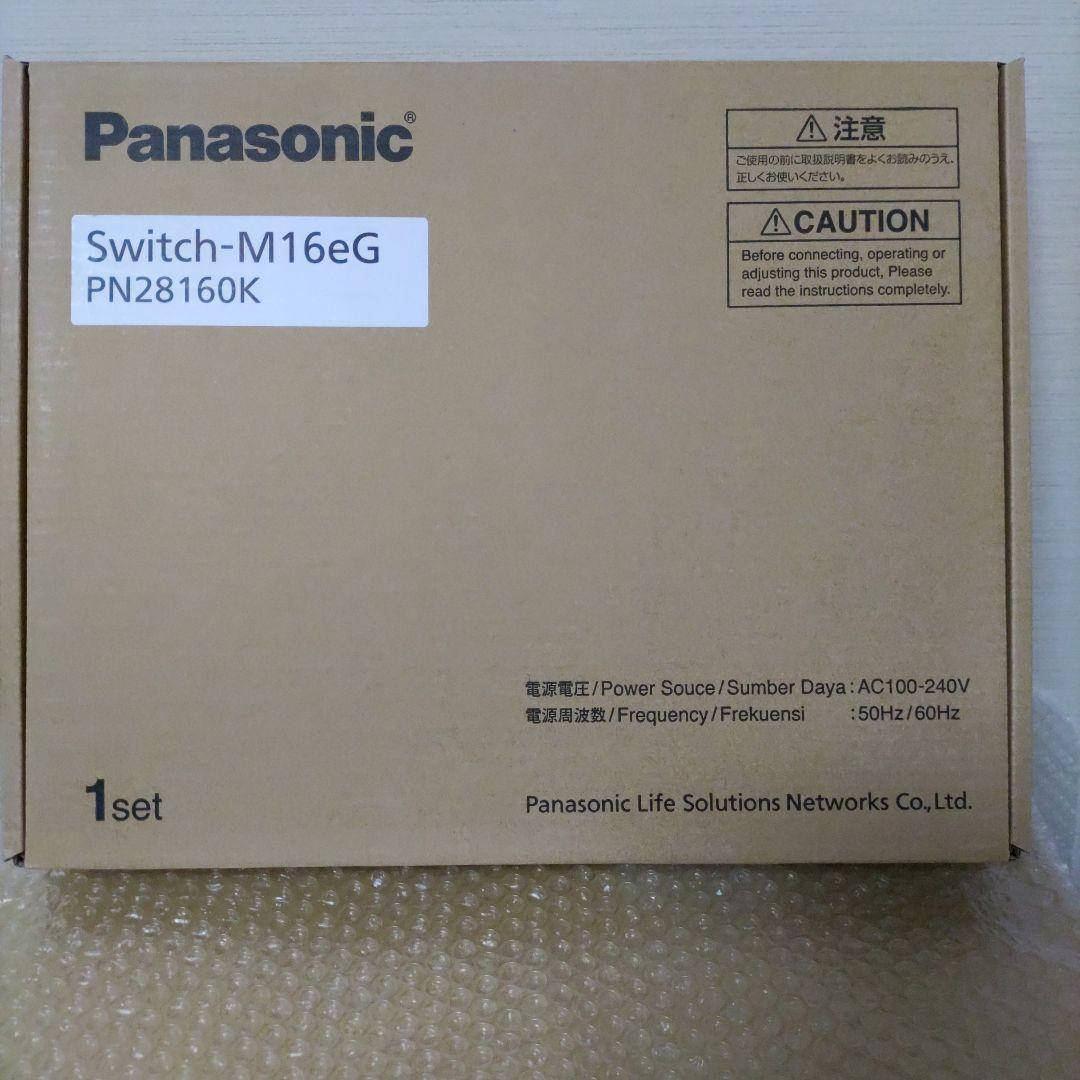 Panasonic®
Switch-M16eG
PN28160K
⚠注意
ご使用の前に取扱説明書をよくお読みのうえ、
正しくお使いください。
⚠CAUTION
Before connecting, operating or
adjusting this product, Please
read the instructions completely.
電源電圧/Power Souce/Sumber Daya:AC100-240V
電源周波数/Frequency/Frekuensi :50Hz/60Hz
1set
Panasonic Life Solutions Networks Co.,Ltd.